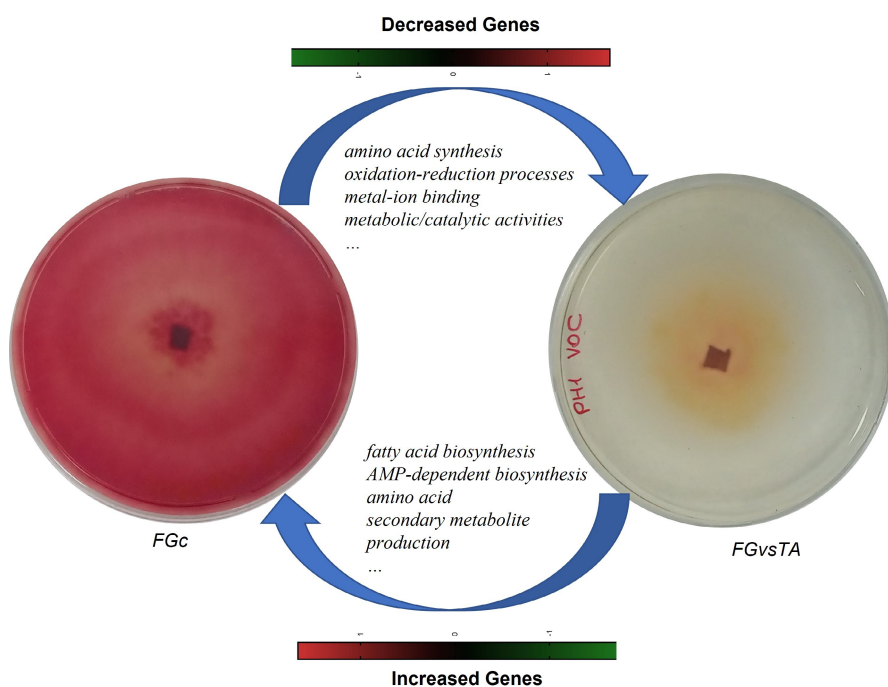 Decreased Genes
-1 0 1
amino acid synthesis
oxidation-reduction processes
metal-ion binding
metabolic/catalytic activities
...
PH1 VOC
fatty acid biosynthesis
AMP-dependent biosynthesis
amino acid
secondary metabolite
production
...
FGc
FGvsTA
1 0 -1
Increased Genes